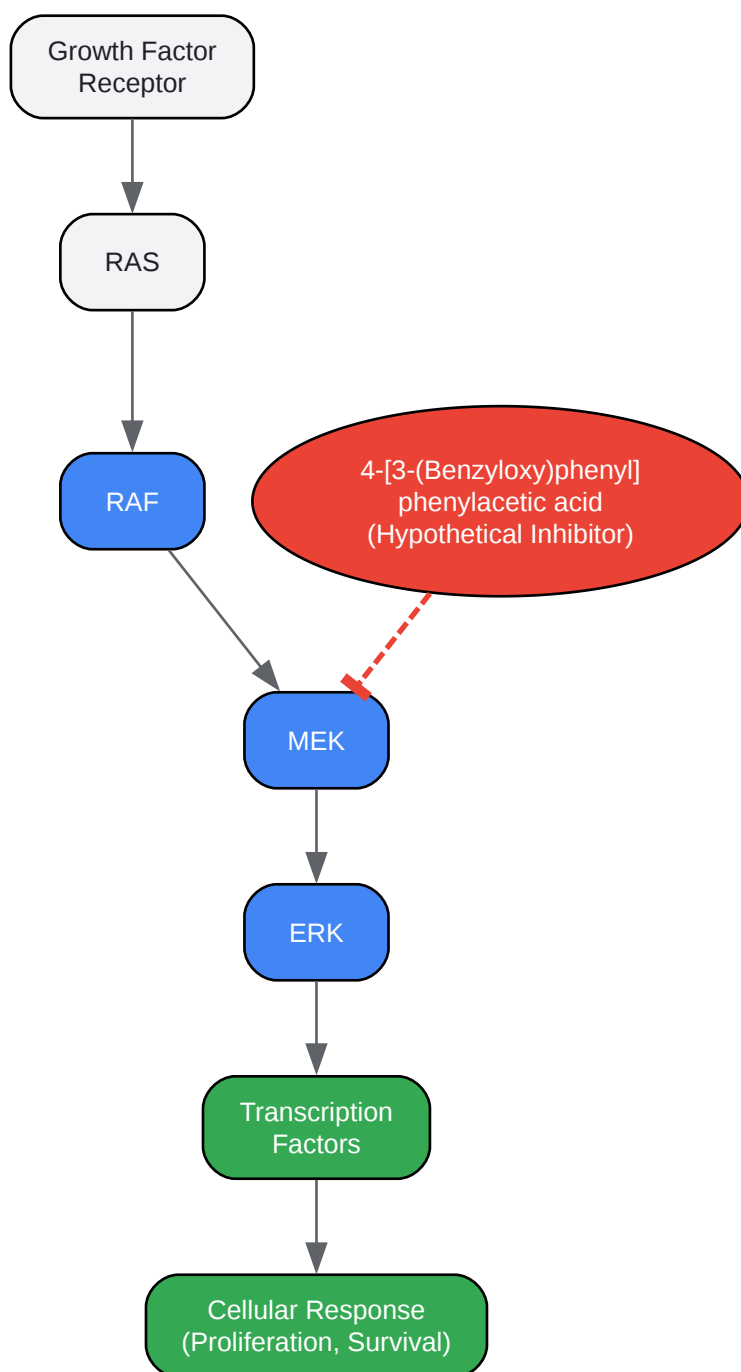 Growth Factor
Receptor
RAS
RAF
4-[3-(Benzyloxy)phenyl]
phenylacetic acid
(Hypothetical Inhibitor)
MEK
ERK
Transcription
Factors
Cellular Response
(Proliferation, Survival)